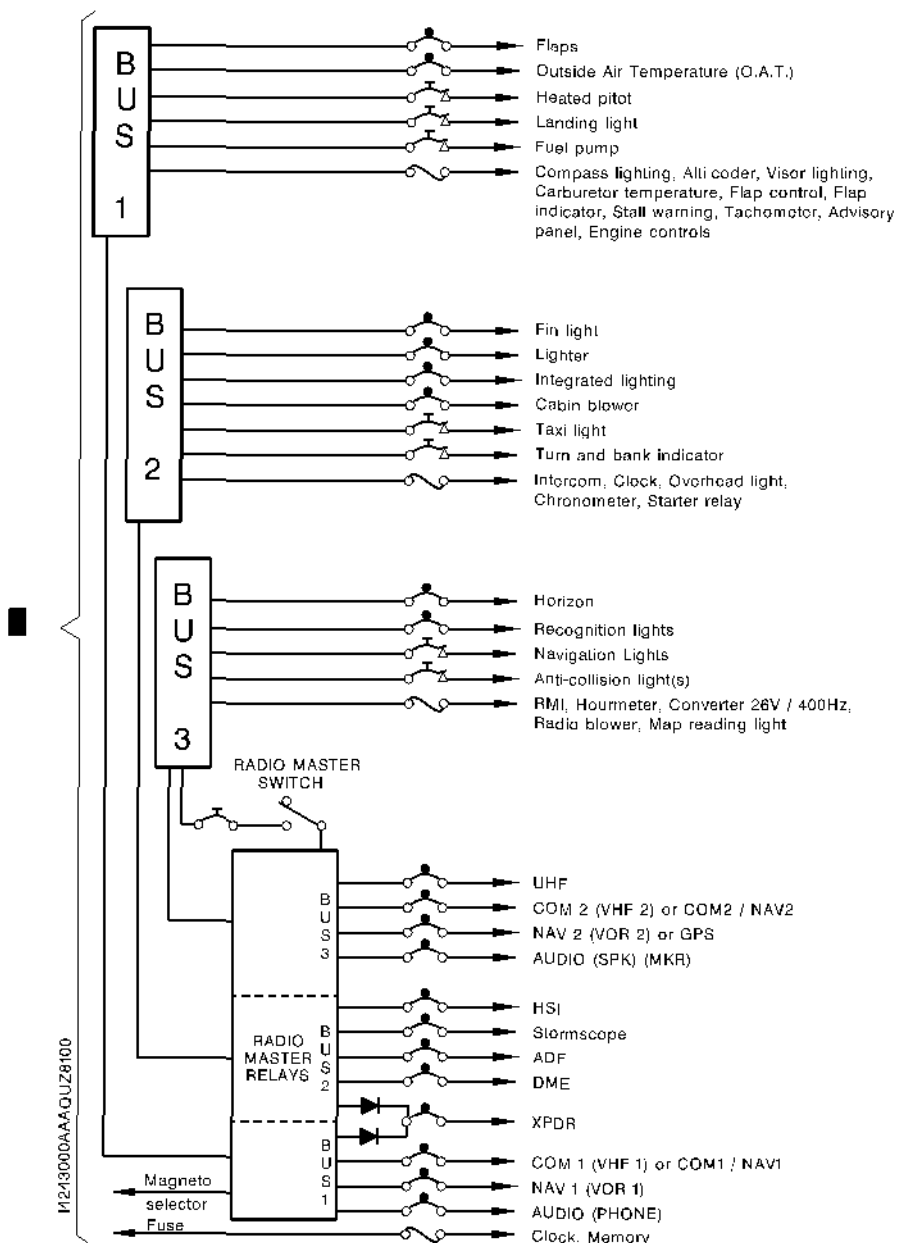 BUS 1
Flaps
Outside Air Temperature (O.A.T.)
Heated pitot
Landing light
Fuel pump
Compass lighting, Alti coder, Visor lighting,
Carburetor temperature, Flap control, Flap
indicator, Stall warning, Tachometer, Advisory
panel, Engine controls
BUS 2
Fin light
Lighter
Integrated lighting
Cabin blower
Taxi light
Turn and bank indicator
Intercom, Clock, Overhead light,
Chronometer, Starter relay
BUS 3
Horizon
Recognition lights
Navigation Lights
Anti-collision light(s)
RMI, Hourmeter, Converter 26V / 400Hz,
Radio blower, Map reading light
RADIO MASTER
SWITCH
BUS 3
UHF
COM 2 (VHF 2) or COM2 / NAV2
NAV 2 (VOR 2) or GPS
AUDIO (SPK) (MKR)
RADIO
MASTER
RELAYS
BUS 2
HSI
Stormscope
ADF
DME
XPDR
BUS 1
COM 1 (VHF 1) or COM1 / NAV1
NAV 1 (VOR 1)
AUDIO (PHONE)
Magneto
selector
Fuse
Clock, Memory